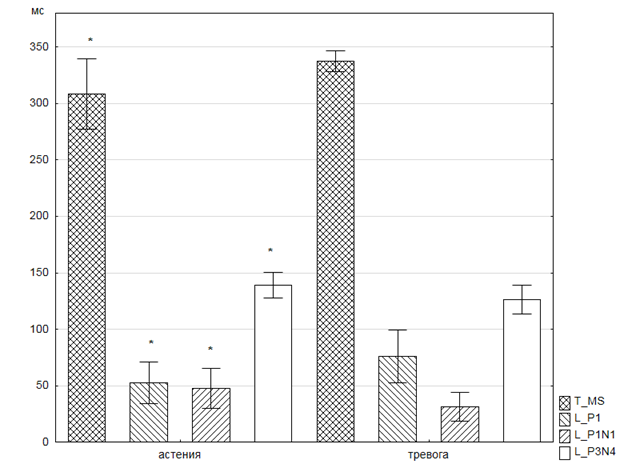 мс
350
300
250
200
150
100
50
0
*
*
*
*
астения
тревога
T_MS
L_P1
L_P1N1
L_P3N4